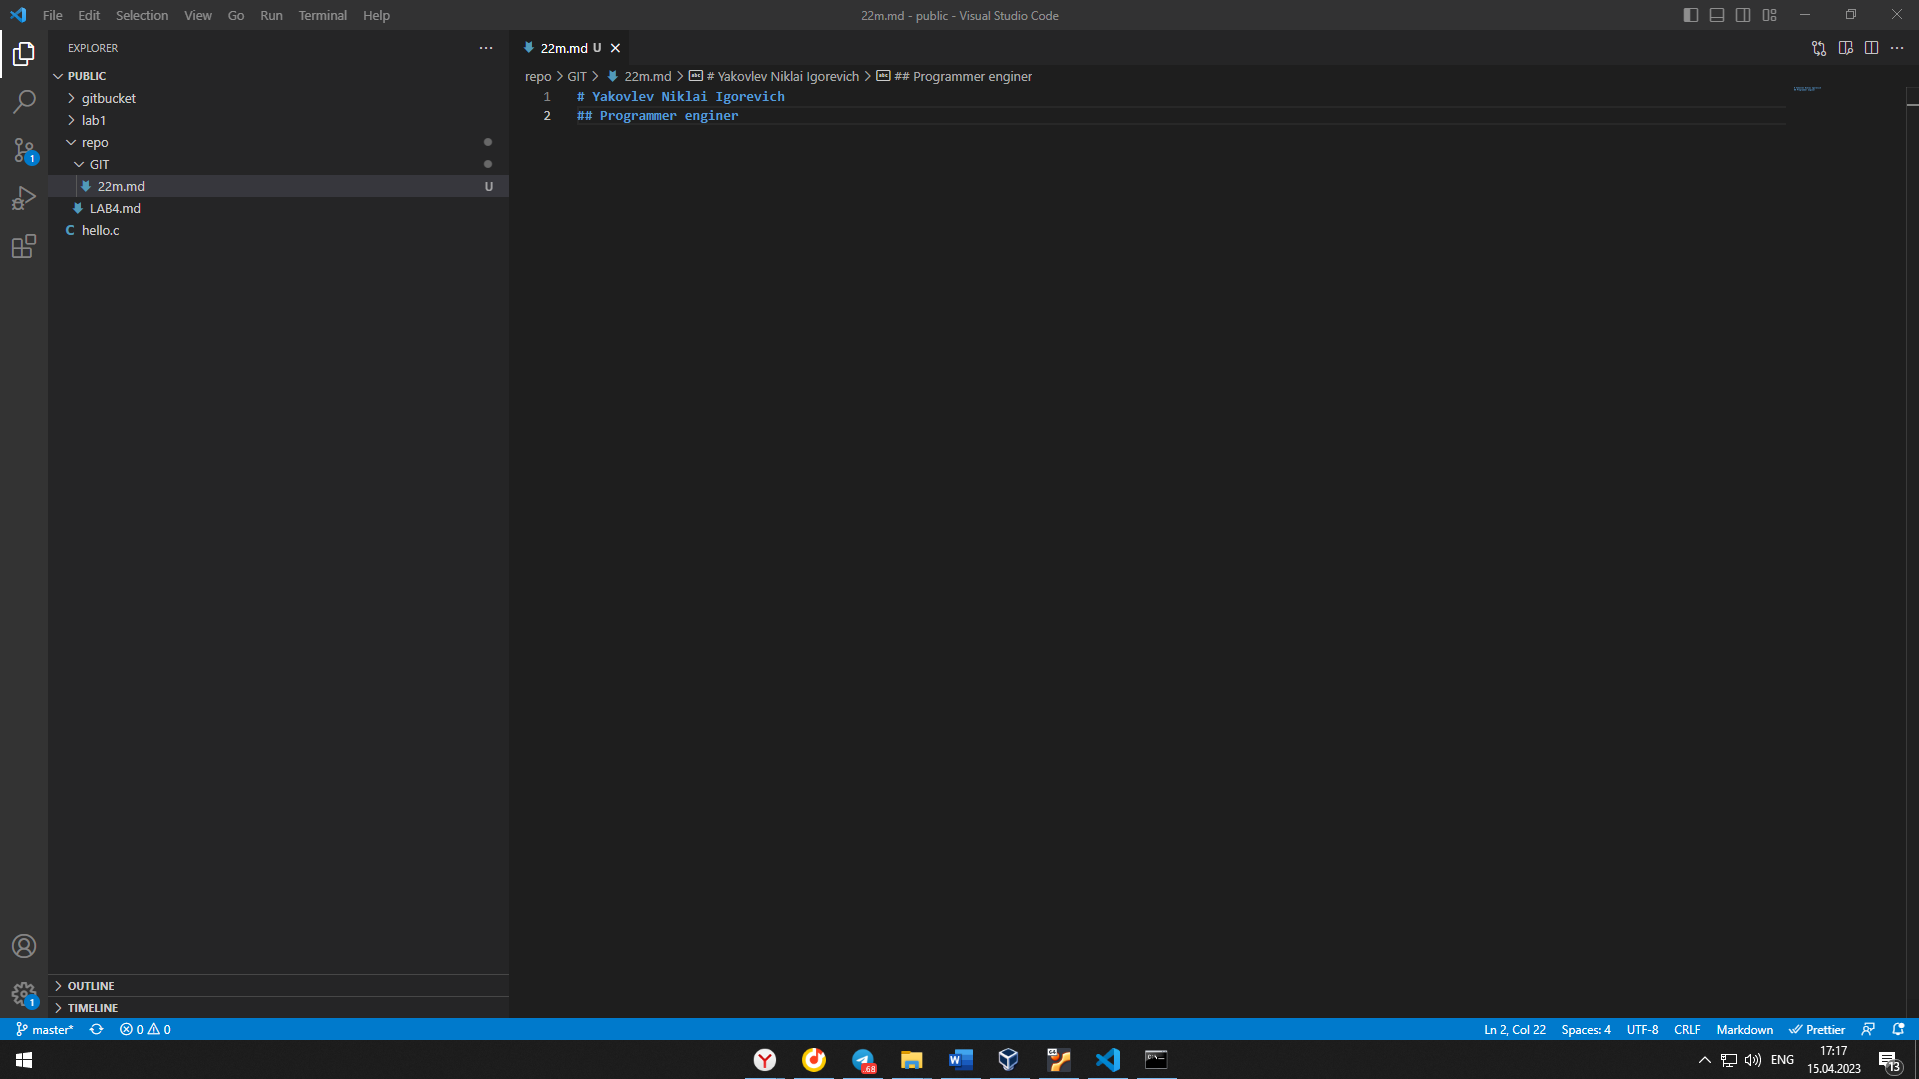 File Edit Selection View Go Run Terminal Help
22m.md - public - Visual Studio Code
EXPLORER
PUBLIC
gitbucket
lab1
repo
GIT
22m.md U
LAB4.md
C hello.c
OUTLINE
TIMELINE
22m.md U
repo > GIT > 22m.md > # Yakovlev Niklai Igorevich > ## Programmer enginer
1 # Yakovlev Niklai Igorevich
2 ## Programmer enginer
1
1
master* 0 0
Ln 2, Col 22 Spaces: 4 UTF-8 CRLF Markdown Prettier
68
ENG
17:17
15.04.2023
13